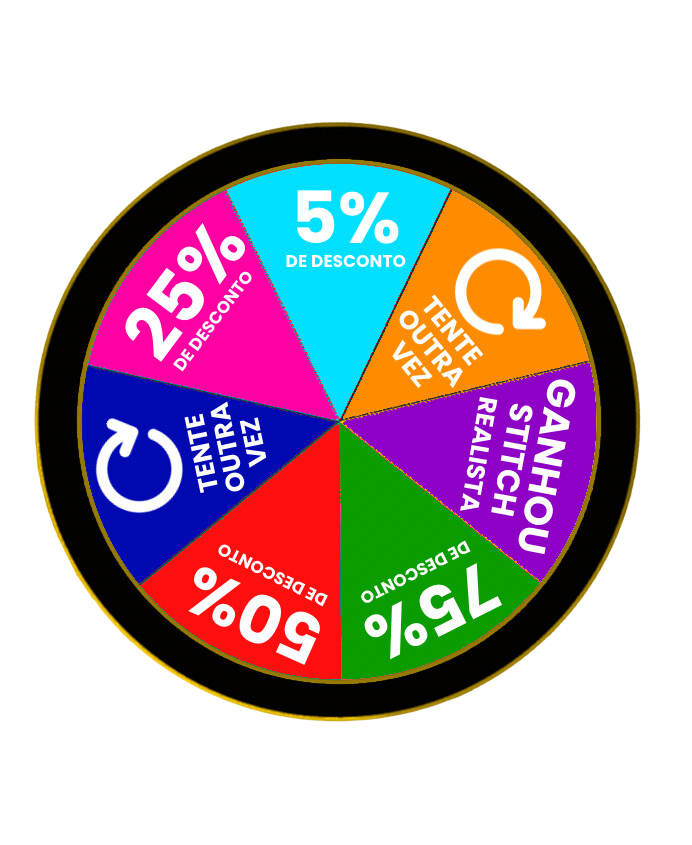 5%
DE DESCONTO
TENTE
OUTRA
VEZ
GANHOU
STITCH
REALISTA
75%
DE DESCONTO
50%
DE DESCONTO
TENTE
OUTRA
VEZ
25%
DE DESCONTO